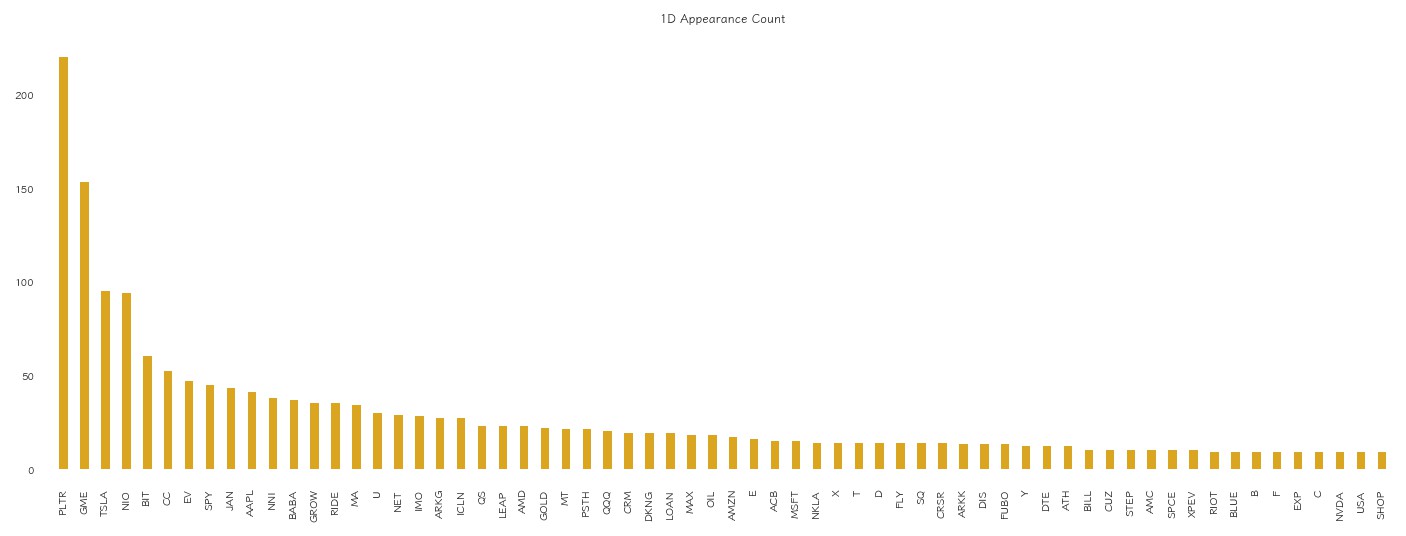 1D Appearance Count
200
150
100
50
0
PLTR
GME
TSLA
NIO
BIT
CC
EV
SPY
JAN
AAPL
NNI
BABA
GROW
RIDE
MA
U
NET
IMO
ARKG
ICLN
QS
LEAP
AMD
GOLD
MT
PSTH
QQQ
CRM
DKNG
LOAN
MAX
OIL
AMZN
E
ACB
MSFT
NKLA
X
T
D
FLY
SQ
CRSR
ARKK
DIS
FUBO
Y
DTE
ATH
BILL
CUZ
STEP
AMC
SPCE
XPEV
RIOT
BLUE
B
F
EXP
C
NVDA
USA
SHOP